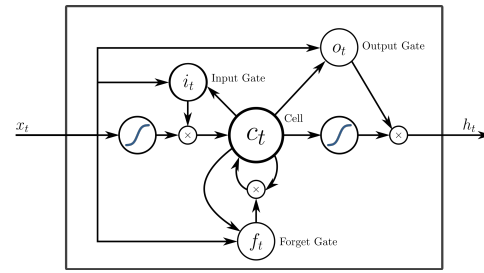 o_t Output Gate
i_t Input Gate
Cell
x_t × c_t × h_t
×
f_t Forget Gate